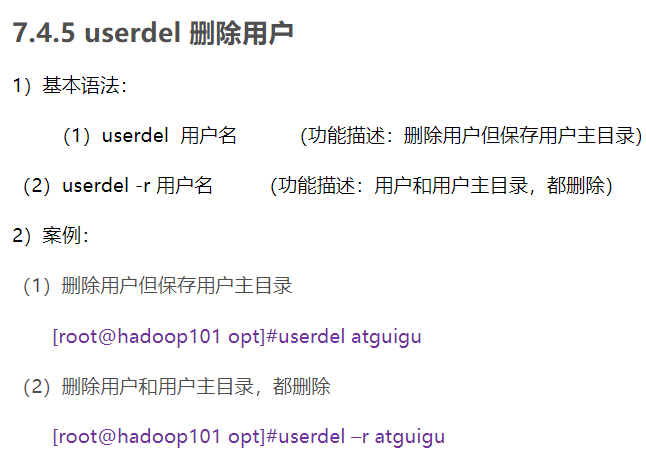 7.4.5 userdel 删除用户
1）基本语法：
（1）userdel  用户名　　　（功能描述：删除用户但保存用户主目录）
（2）userdel -r 用户名　　　（功能描述：用户和用户主目录，都删除）
2）案例：
（1）删除用户但保存用户主目录
[root@hadoop101 opt]#userdel atguigu
（2）删除用户和用户主目录，都删除
[root@hadoop101 opt]#userdel –r atguigu